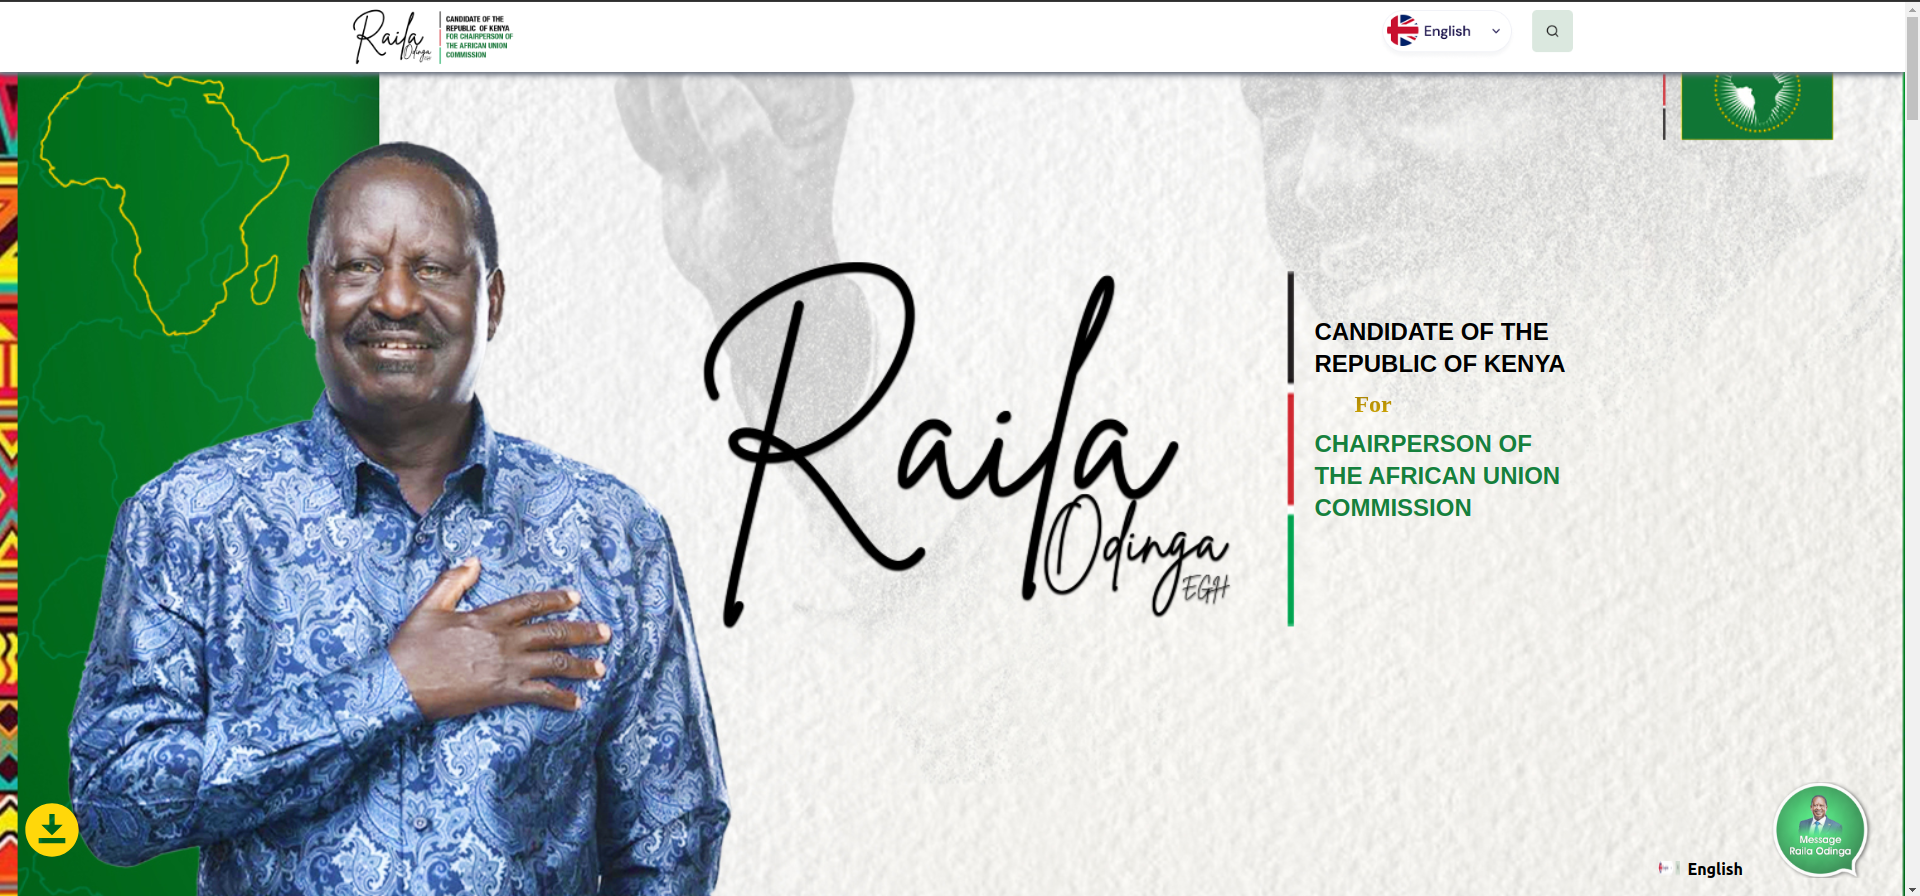 Raila
Odinga
EGH
CANDIDATE OF THE
REPUBLIC OF KENYA
FOR CHAIRPERSON OF
THE AFRICAN UNION
COMMISSION
English
Raila
Odinga
EGH
CANDIDATE OF THE
REPUBLIC OF KENYA
For
CHAIRPERSON OF
THE AFRICAN UNION
COMMISSION
Message
Raila Odinga
English